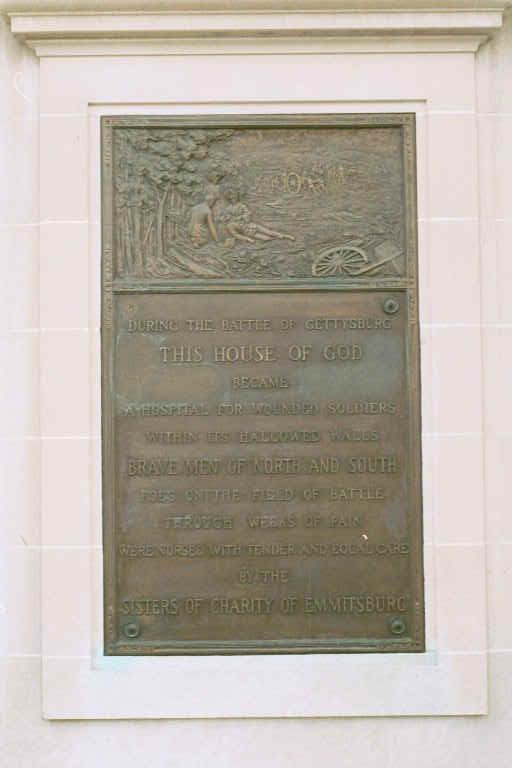 DURING THE BATTLE OF GETTYSBURG
THIS HOUSE OF GOD
BECAME
A HOSPITAL FOR WOUNDED SOLDIERS,
WITHIN ITS HALLOWED WALLS
BRAVE MEN OF NORTH AND SOUTH
FOES ON THE FIELD OF BATTLE
THROUGH WEEKS OF PAIN
WERE NURSED WITH TENDER AND EQUAL CARE
BY THE
SISTERS OF CHARITY OF EMMITSBURG